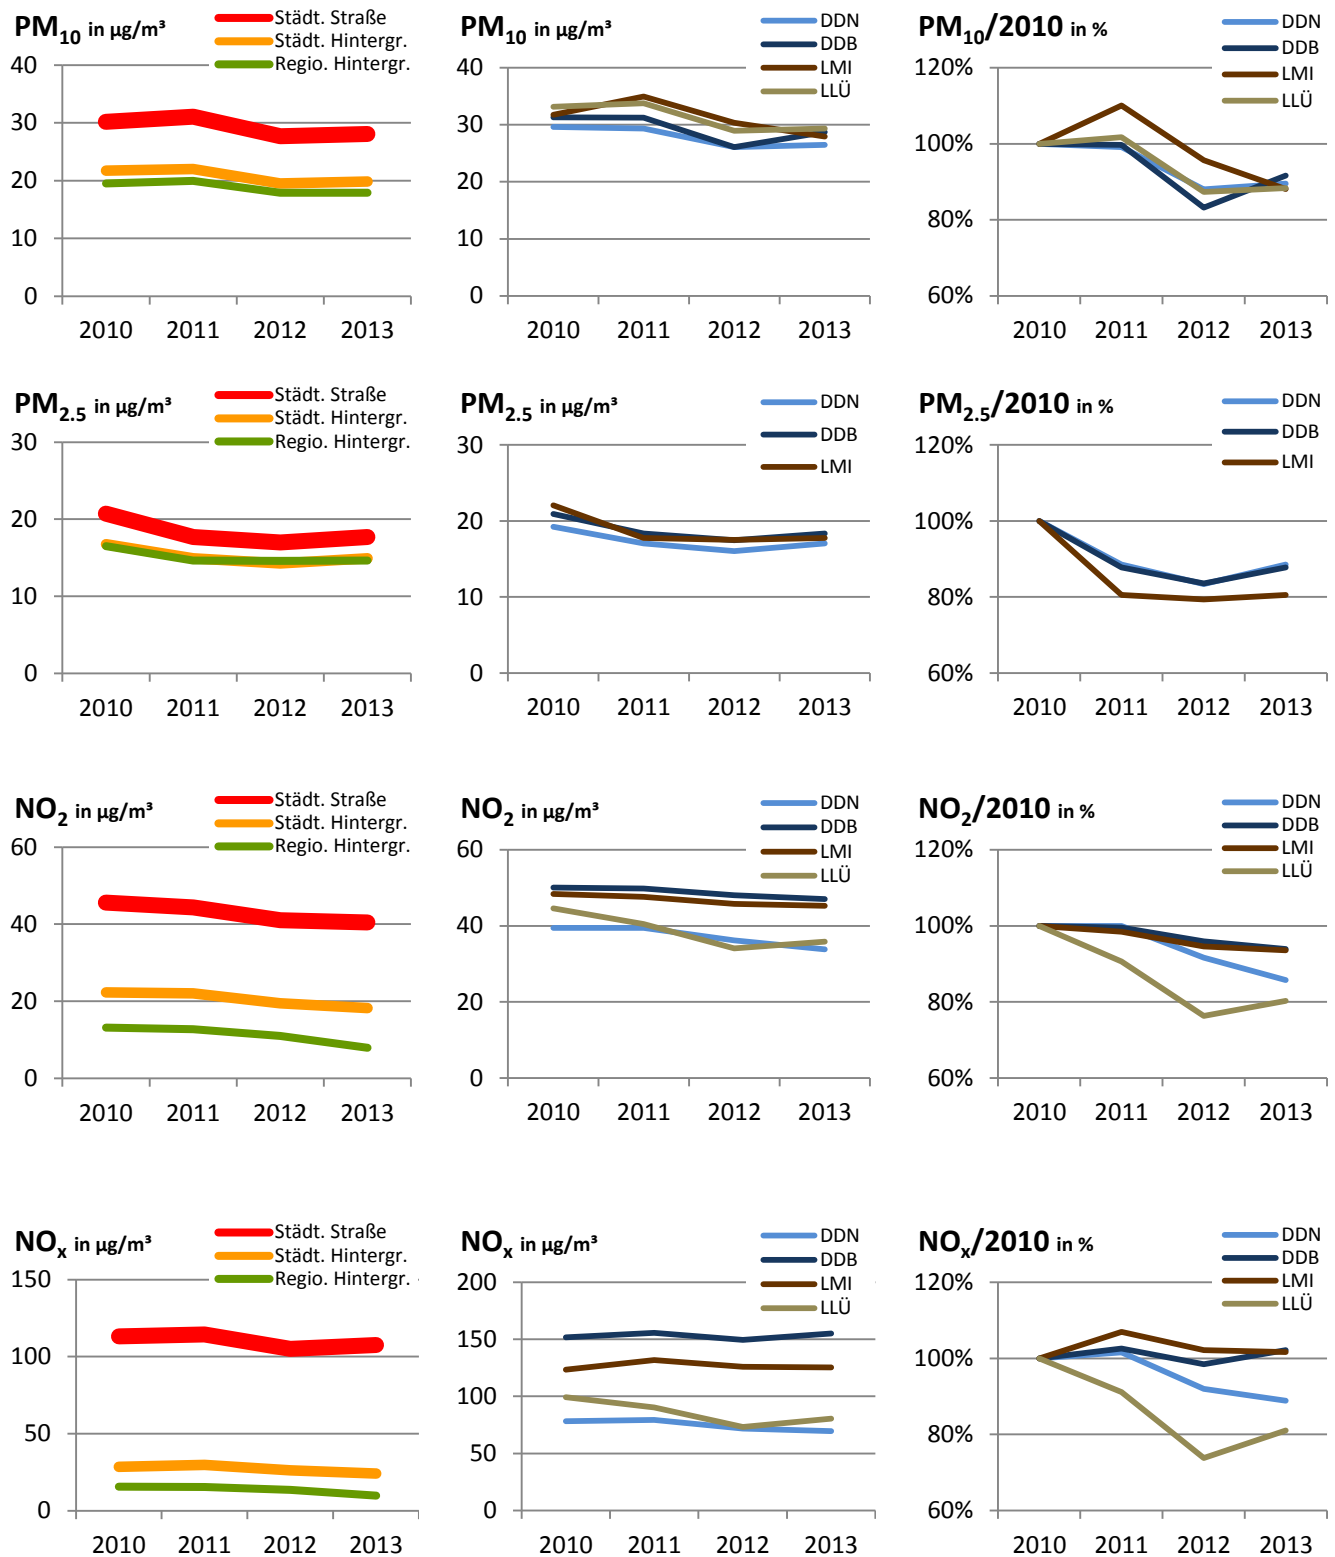 PM10 in µg/m³
Städt. Straße
Städt. Hintergr.
Regio. Hintergr.
40
30
20
10
0
2010 2011 2012 2013
PM10 in µg/m³
DDN
DDB
LMI
LLÜ
40
30
20
10
0
2010 2011 2012 2013
PM10/2010 in %
DDN
DDB
LMI
LLÜ
120%
100%
80%
60%
2010 2011 2012 2013
PM2.5 in µg/m³
Städt. Straße
Städt. Hintergr.
Regio. Hintergr.
30
20
10
0
2010 2011 2012 2013
PM2.5 in µg/m³
DDN
DDB
LMI
30
20
10
0
2010 2011 2012 2013
PM2.5/2010 in %
DDN
DDB
LMI
120%
100%
80%
60%
2010 2011 2012 2013
NO2 in µg/m³
Städt. Straße
Städt. Hintergr.
Regio. Hintergr.
60
40
20
0
2010 2011 2012 2013
NO2 in µg/m³
DDN
DDB
LMI
LLÜ
60
40
20
0
2010 2011 2012 2013
NO2/2010 in %
DDN
DDB
LMI
LLÜ
120%
100%
80%
60%
2010 2011 2012 2013
NOx in µg/m³
Städt. Straße
Städt. Hintergr.
Regio. Hintergr.
150
100
50
0
2010 2011 2012 2013
NOx in µg/m³
DDN
DDB
LMI
LLÜ
200
150
100
50
0
2010 2011 2012 2013
NOx/2010 in %
DDN
DDB
LMI
LLÜ
120%
100%
80%
60%
2010 2011 2012 2013